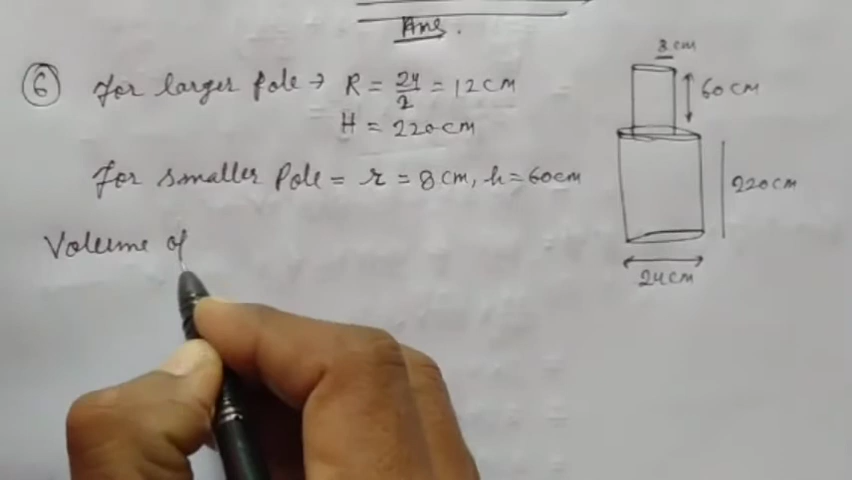 Ans.
6 For larger Pole → R = 24/2 = 12 cm
H = 220 cm
For smaller Pole = r = 8 cm, h = 60 cm
Volume of
8 cm
60 cm
220 cm
24 cm